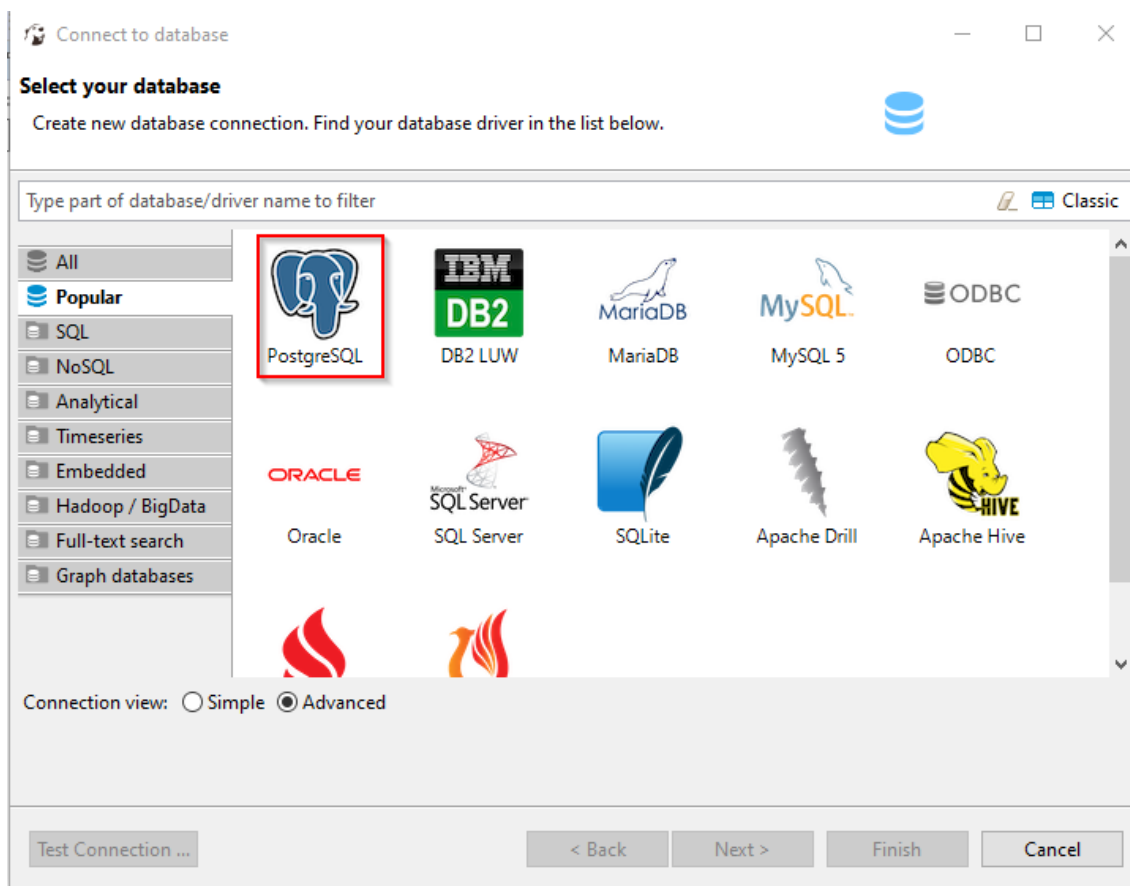 Connect to database
Select your database
Create new database connection. Find your database driver in the list below.
Type part of database/driver name to filter
Classic
All
Popular
SQL
NoSQL
Analytical
Timeseries
Embedded
Hadoop / BigData
Full-text search
Graph databases
IBM
DB2
MariaDB
MySQL
ODBC
PostgreSQL
DB2 LUW
MariaDB
MySQL 5
ODBC
ORACLE
Microsoft
SQL Server
HIVE
Oracle
SQL Server
SQLite
Apache Drill
Apache Hive
Connection view:
Simple
Advanced
Test Connection ...
< Back
Next >
Finish
Cancel